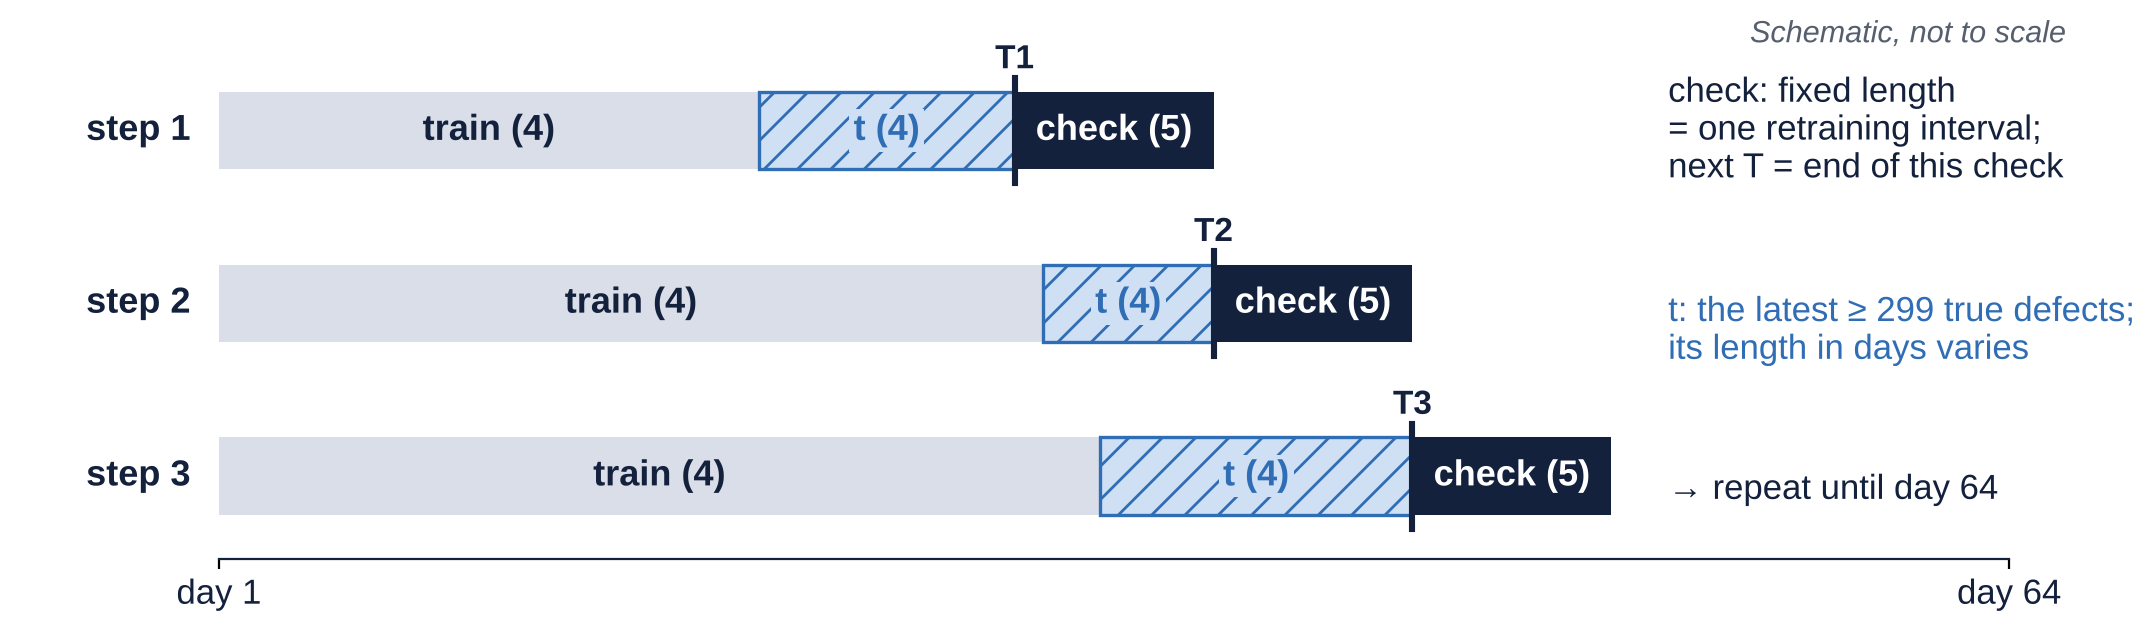 Schematic, not to scale
T1
step 1
train (4)
t (4)
check (5)
check: fixed length
= one retraining interval;
next T = end of this check
T2
step 2
train (4)
t (4)
check (5)
t: the latest ≥ 299 true defects;
its length in days varies
T3
step 3
train (4)
t (4)
check (5)
→ repeat until day 64
day 1
day 64